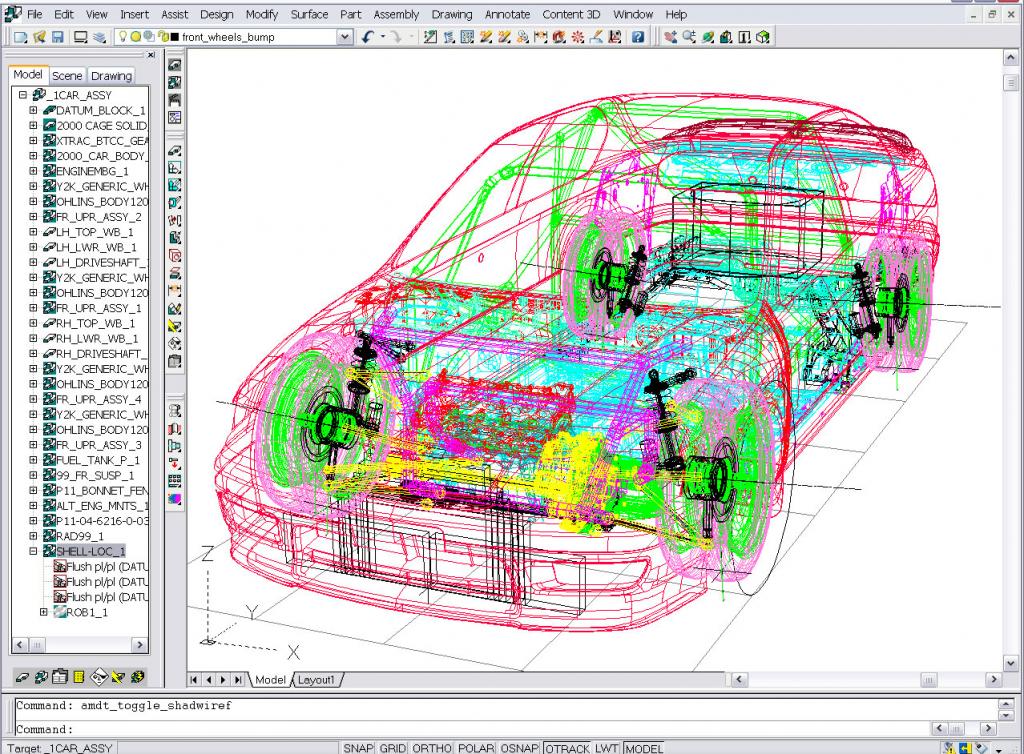 File Edit View Insert Assist Design Modify Surface Part Assembly Drawing Annotate Content 3D Window Help
front_wheels_bump
Model Scene Drawing
_1CAR_ASSY
DATUM_BLOCK_1
2000 CAGE SOLID
XTRAC_BTCC_GEA
2000_CAR_BODY_
ENGINEMBG_1
Y2K_GENERIC_WH
OHLINS_BODY120
FR_UPR_ASSY_2
LH_TOP_WB_1
LH_LWR_WB_1
LH_DRIVESHAFT_
Y2K_GENERIC_WH
OHLINS_BODY120
FR_UPR_ASSY_1
RH_TOP_WB_1
RH_LWR_WB_1
RH_DRIVESHAFT_
Y2K_GENERIC_WH
OHLINS_BODY120
FR_UPR_ASSY_4
Y2K_GENERIC_WH
OHLINS_BODY120
FR_UPR_ASSY_3
FUEL_TANK_P_1
99_FR_SUSP_1
P11_BONNET_FEN
ALT_ENG_MNTS_1
P11-04-6216-0-03
RAD99_1
SHELL-LOC_1
Flush pl/pl (DATU
Flush pl/pl (DATU
Flush pl/pl (DATU
ROB1_1
Z
Y
X
Model Layout1
Command: amdt_toggle_shadwiref
Command:
Target _1CAR_ASSY SNAP GRID ORTHO POLAR OSNAP OTRACK LWT MODEL